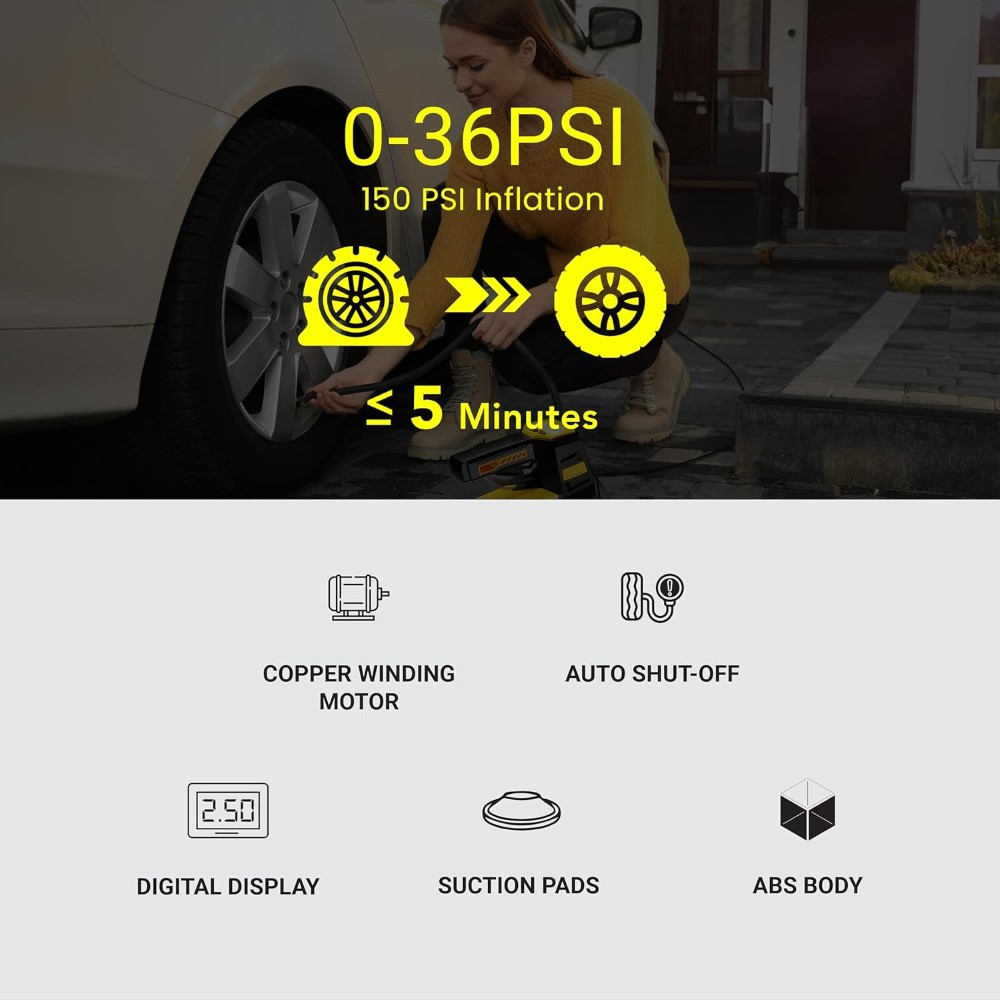 0-36PSI
150 PSI Inflation
≤ 5 Minutes
COPPER WINDING
MOTOR
AUTO SHUT-OFF
2.50
DIGITAL DISPLAY
SUCTION PADS
ABS BODY